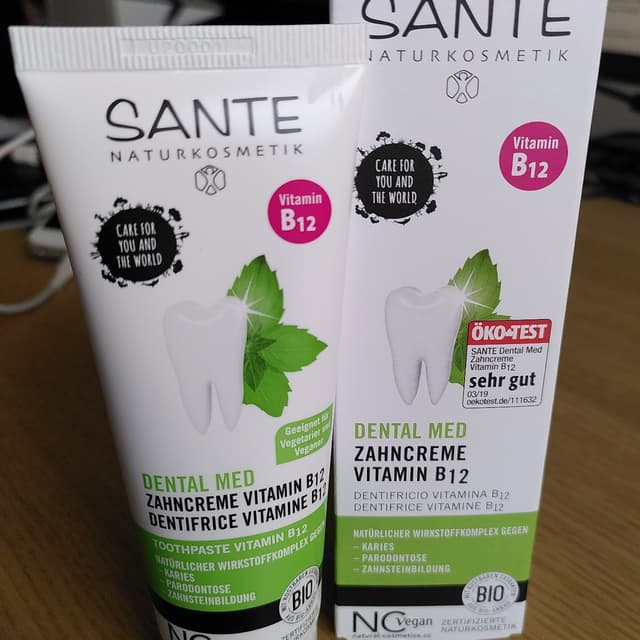 SANTE
NATURKOSMETIK
CARE FOR
YOU AND
THE WORLD
Vitamin
B12
Geeignet für
Vegetarier und
Veganer
DENTAL MED
ZAHNCREME VITAMIN B12
DENTIFRICE VITAMINE B12
TOOTHPASTE VITAMIN B12
NATÜRLICHER WIRKSTOFFKOMPLEX GEGEN
– KARIES
– PARODONTOSE
– ZAHNSTEINBILDUNG
BIO
NC
SANTE
NATURKOSMETIK
CARE FOR
YOU AND
THE WORLD
Vitamin
B12
ÖKO-TEST
SANTE Dental Med
Zahncreme
Vitamin B12
sehr gut
03/19
oekotest.de/111632
DENTAL MED
ZAHNCREME
VITAMIN B12
DENTIFRICIO VITAMINA B12
DENTIFRICE VITAMINE B12
NATÜRLICHER WIRKSTOFFKOMPLEX GEGEN
– KARIES
– PARODONTOSE
– ZAHNSTEINBILDUNG
BIO
NCVegan
natural-cosmetics.cc
ZERTIFIZIERTE
NATURKOSMETIK